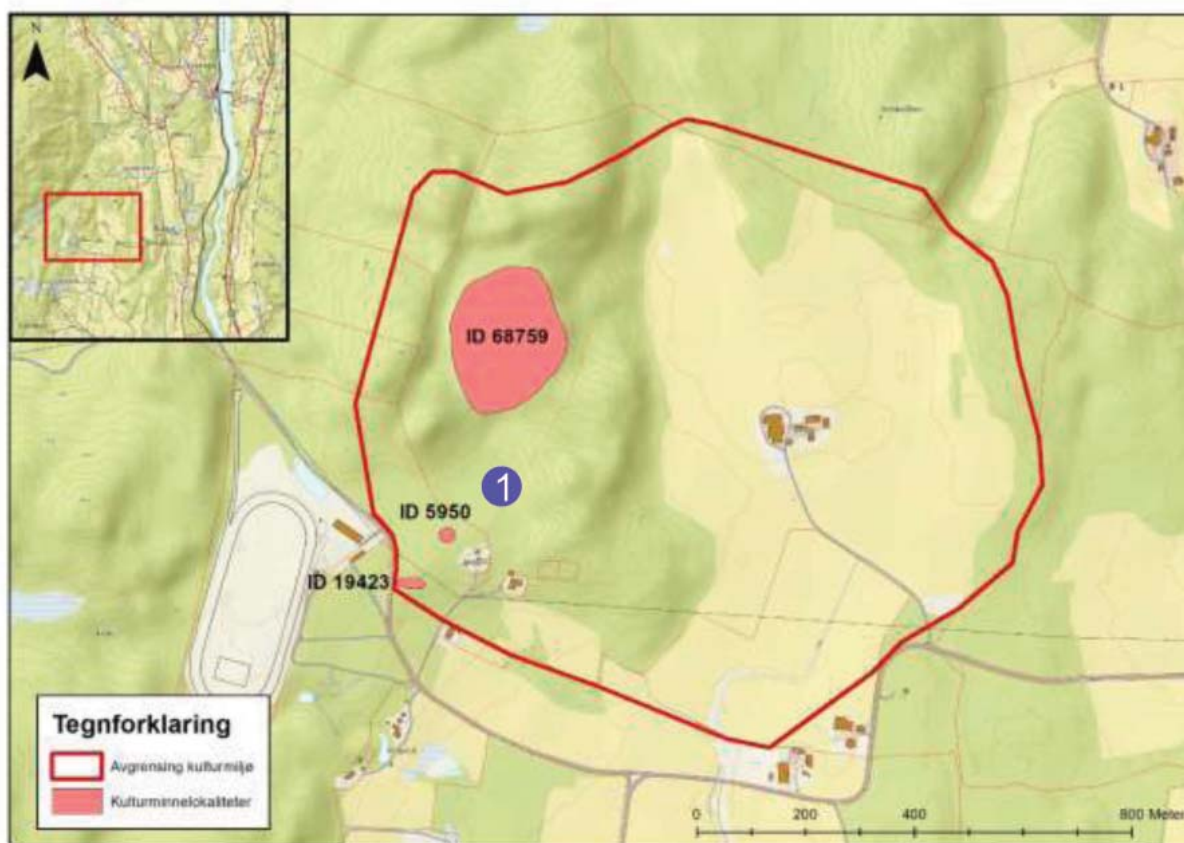 N
ID 68759
1
ID 5950
ID 19423
Tegnforklaring
Avgrensing kulturmiljø
Kulturminnelokaliteter
0 200 400 800 Meter